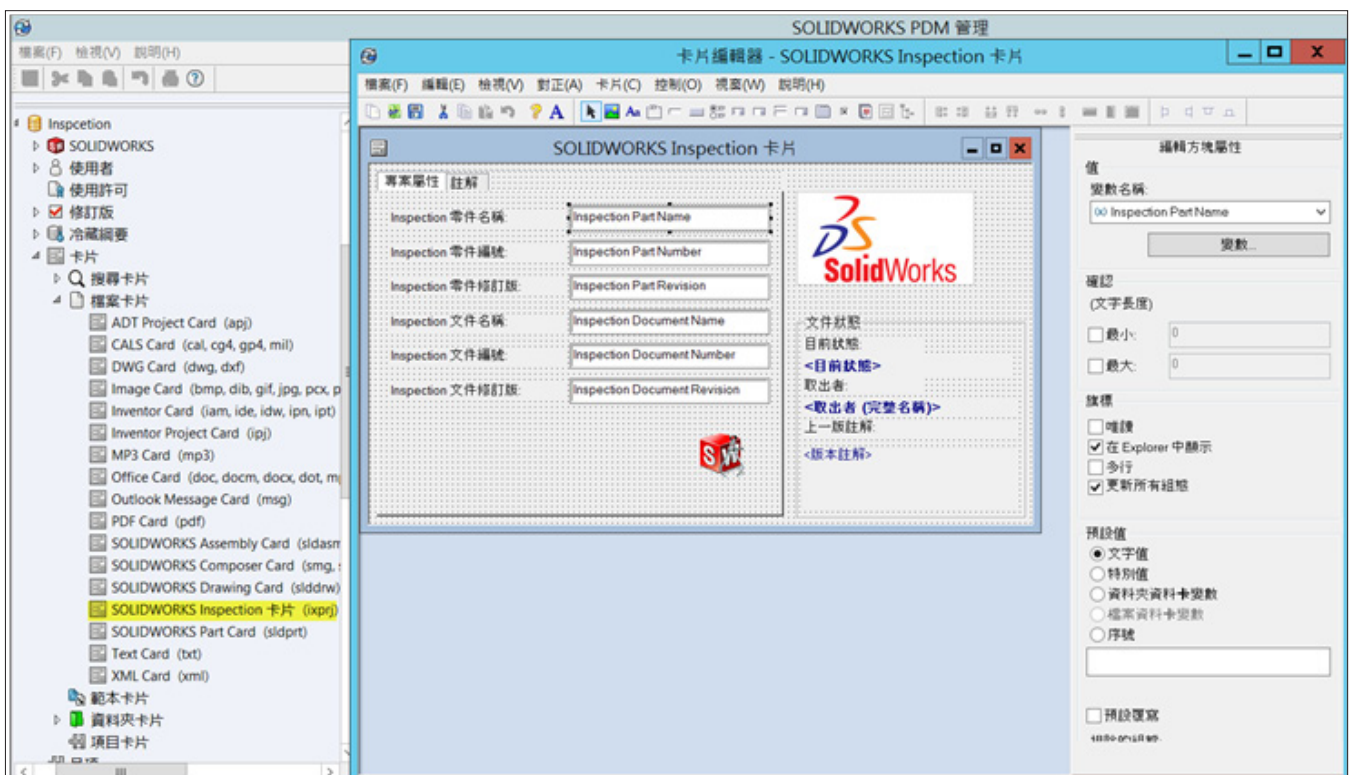 SOLIDWORKS PDM 管理
檔案(F) 檢視(V) 說明(H)
Inspcetion
SOLIDWORKS
使用者
使用許可
修訂版
冷藏綱要
卡片
搜尋卡片
檔案卡片
ADT Project Card (apj)
CALS Card (cal, cg4, gp4, mil)
DWG Card (dwg, dxf)
Image Card (bmp, dib, gif, jpg, pcx, p
Inventor Card (iam, ide, idw, ipn, ipt)
Inventor Project Card (ipj)
MP3 Card (mp3)
Office Card (doc, docm, docx, dot, m
Outlook Message Card (msg)
PDF Card (pdf)
SOLIDWORKS Assembly Card (sldasm
SOLIDWORKS Composer Card (smg,
SOLIDWORKS Drawing Card (slddrw)
SOLIDWORKS Inspection 卡片 (ixprj)
SOLIDWORKS Part Card (sldprt)
Text Card (txt)
XML Card (xml)
範本卡片
資料夾卡片
項目卡片
卡片編輯器 - SOLIDWORKS Inspection 卡片
檔案(F) 編輯(E) 檢視(V) 對正(A) 卡片(C) 控制(O) 視窗(W) 說明(H)
SOLIDWORKS Inspection 卡片
專案屬性 註解
Inspection 零件名稱: Inspection Part Name
Inspection 零件編號: Inspection Part Number
Inspection 零件修訂版: Inspection Part Revision
Inspection 文件名稱: Inspection Document Name
Inspection 文件編號: Inspection Document Number
Inspection 文件修訂版: Inspection Document Revision
SolidWorks
文件狀態
目前狀態:
<目前狀態>
取出者:
<取出者 (完整名稱)>
上一版註解:
<版本註解>
編輯方塊屬性
值
變數名稱:
Inspection Part Name
變數...
確認
(文字長度)
最小: 0
最大: 0
旗標
唯讀
在 Explorer 中顯示
多行
更新所有組態
預設值
文字值
特別值
資料夾資料卡變數
檔案資料卡變數
序號
預設覆寫